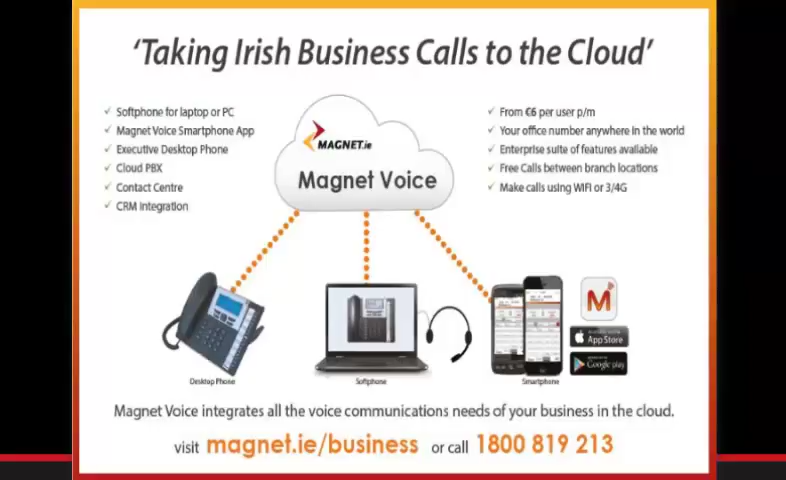 ‘Taking Irish Business Calls to the Cloud’
Softphone for laptop or PC
Magnet Voice Smartphone App
Executive Desktop Phone
Cloud PBX
Contact Centre
CRM Integration
MAGNET.ie
Magnet Voice
From €6 per user p/m
Your office number anywhere in the world
Enterprise suite of features available
Free Calls between branch locations
Make calls using WIFI or 3/4G
M
App Store
Google play
Desktop Phone
Softphone
Smartphone
Magnet Voice integrates all the voice communications needs of your business in the cloud.
visit magnet.ie/business or call 1800 819 213